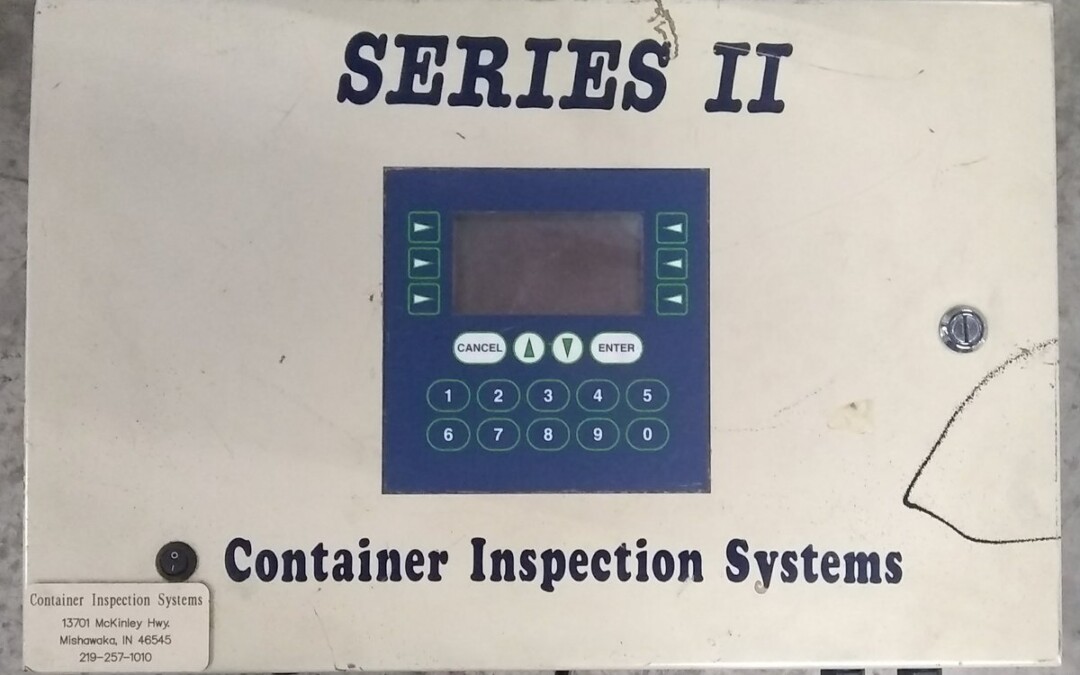 SERIES II
CANCEL ENTER
1 2 3 4 5
6 7 8 9 0
Container Inspection Systems
Container Inspection Systems
13701 McKinley Hwy.
Mishawaka, IN 46545
219-257-1010